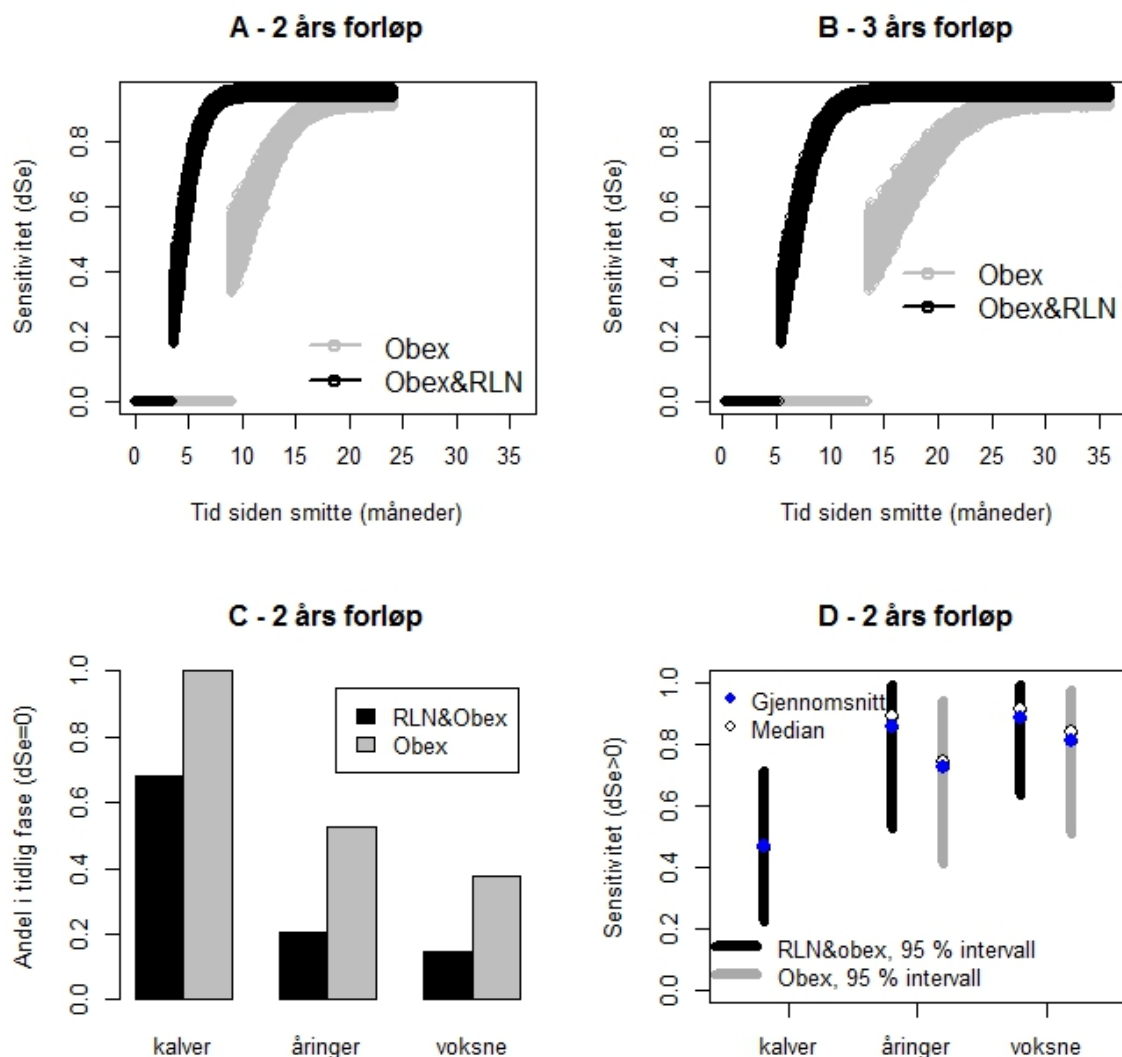 A - 2 års forløp
Sensitivitet (dSe)
0.0 0.2 0.4 0.6 0.8
Obex
Obex&RLN
0 5 10 15 20 25 30 35
Tid siden smitte (måneder)
B - 3 års forløp
Sensitivitet (dSe)
0.0 0.2 0.4 0.6 0.8
Obex
Obex&RLN
0 5 10 15 20 25 30 35
Tid siden smitte (måneder)
C - 2 års forløp
Andel i tidlig fase (dSe=0)
0.0 0.2 0.4 0.6 0.8 1.0
RLN&Obex
Obex
kalver åringer voksne
D - 2 års forløp
Sensitivitet (dSe>0)
0.0 0.2 0.4 0.6 0.8 1.0
Gjennomsnitt
Median
RLN&obex, 95 % intervall
Obex, 95 % intervall
kalver åringer voksne